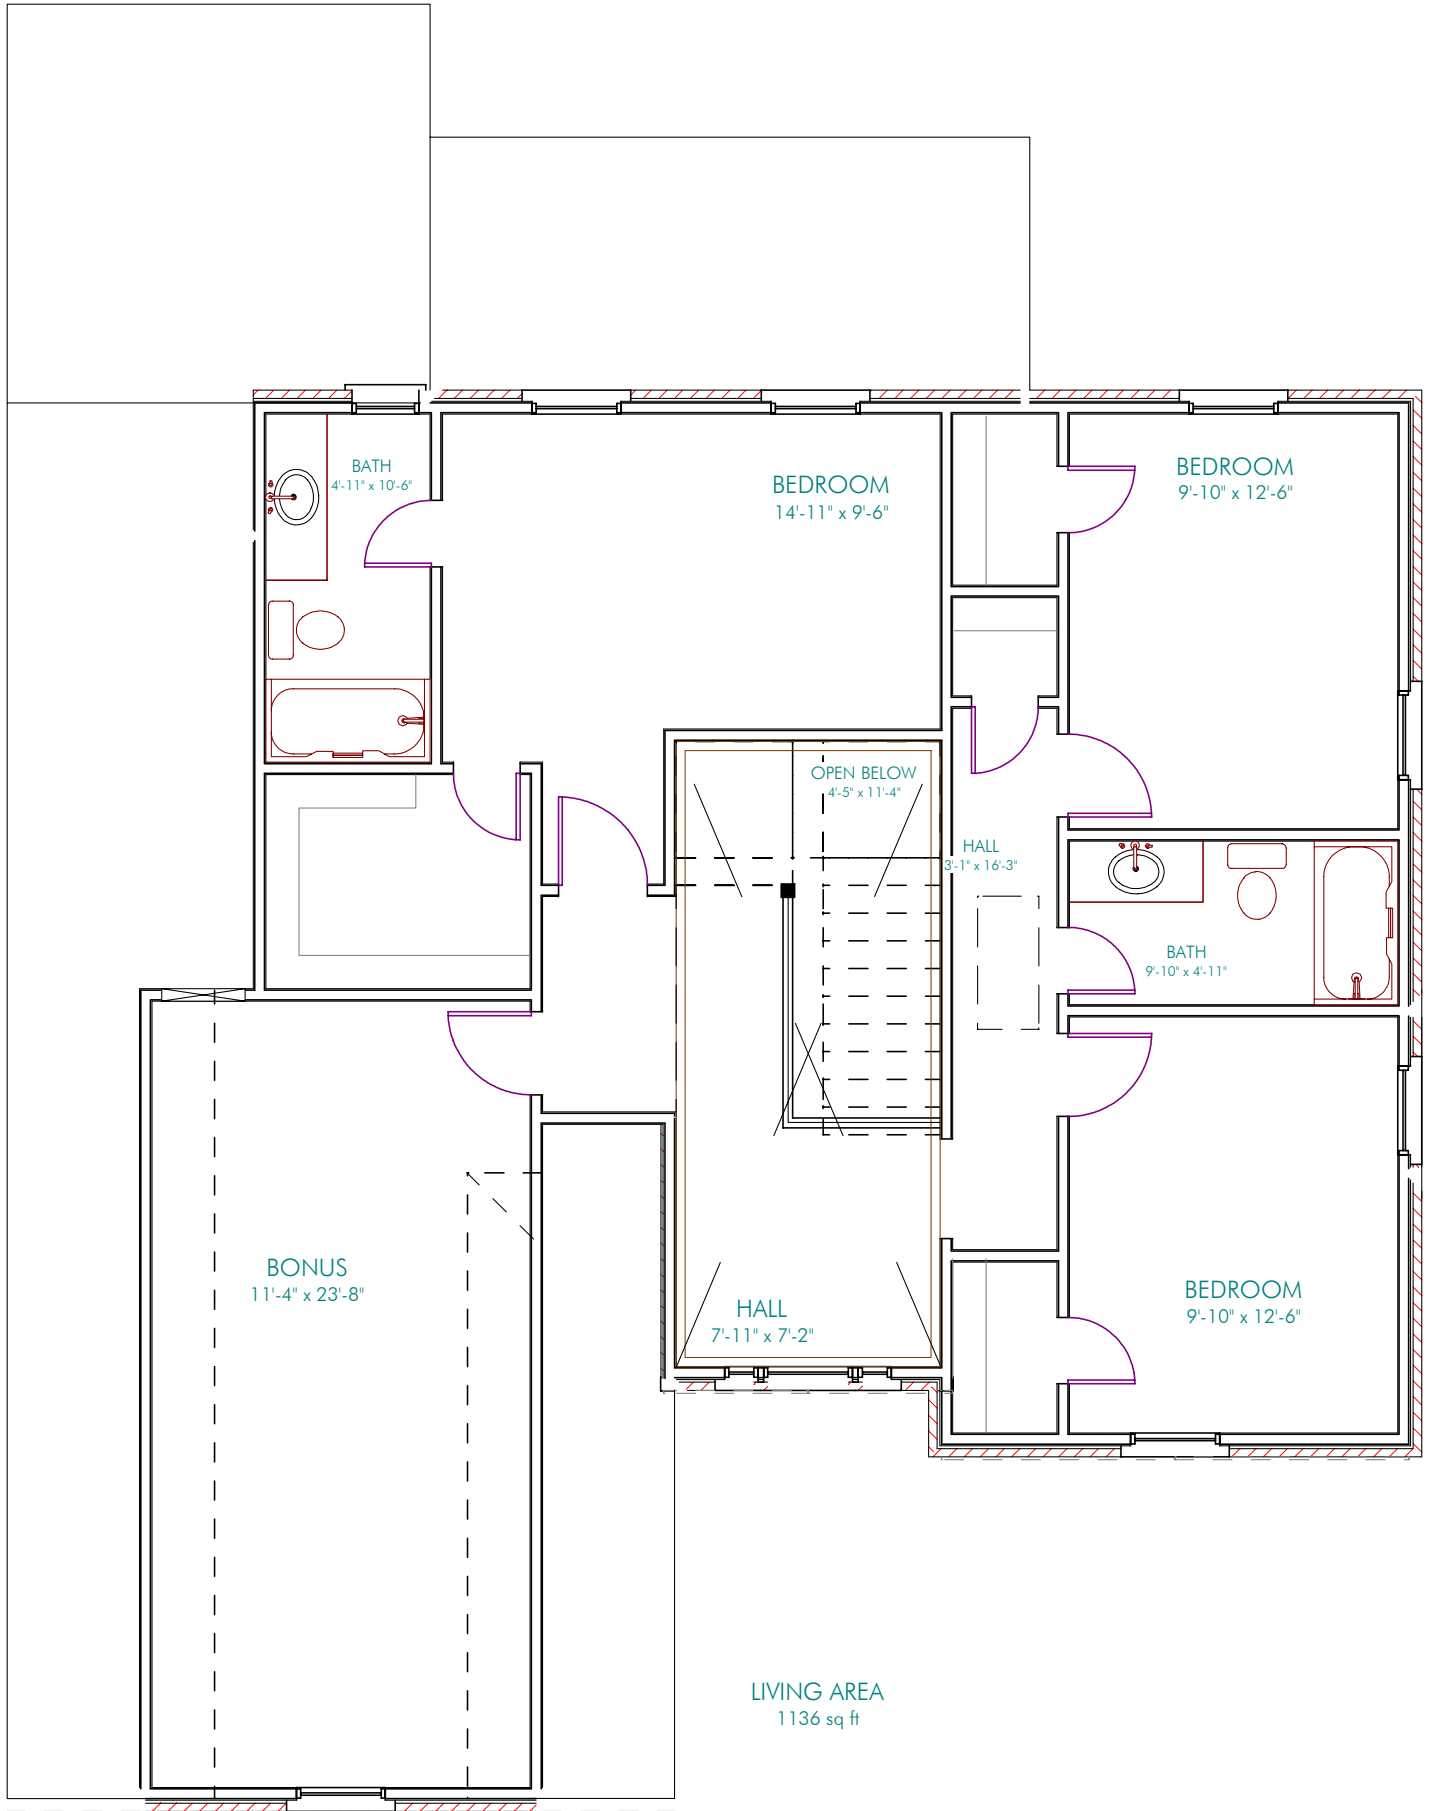 BATH
4'-11" x 10'-6"
BEDROOM
14'-11" x 9'-6"
BEDROOM
9'-10" x 12'-6"
OPEN BELOW
4'-5" x 11'-4"
HALL
3'-1" x 16'-3"
BATH
9'-10" x 4'-11"
BONUS
11'-4" x 23'-8"
HALL
7'-11" x 7'-2"
BEDROOM
9'-10" x 12'-6"
LIVING AREA
1136 sq ft